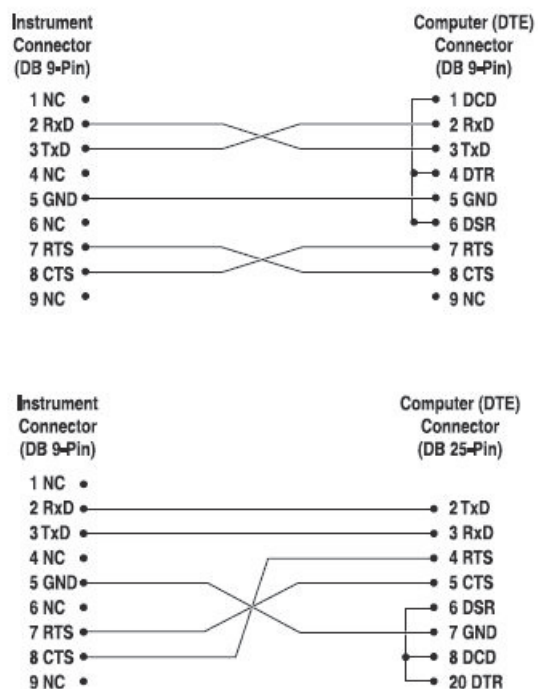 Instrument
Connector
(DB 9-Pin)
Computer (DTE)
Connector
(DB 9-Pin)
1 NC
2 RxD
3 TxD
4 NC
5 GND
6 NC
7 RTS
8 CTS
9 NC
1 DCD
2 RxD
3 TxD
4 DTR
5 GND
6 DSR
7 RTS
8 CTS
9 NC
Instrument
Connector
(DB 9-Pin)
Computer (DTE)
Connector
(DB 25-Pin)
1 NC
2 RxD
3 TxD
4 NC
5 GND
6 NC
7 RTS
8 CTS
9 NC
2 TxD
3 RxD
4 RTS
5 CTS
6 DSR
7 GND
8 DCD
20 DTR